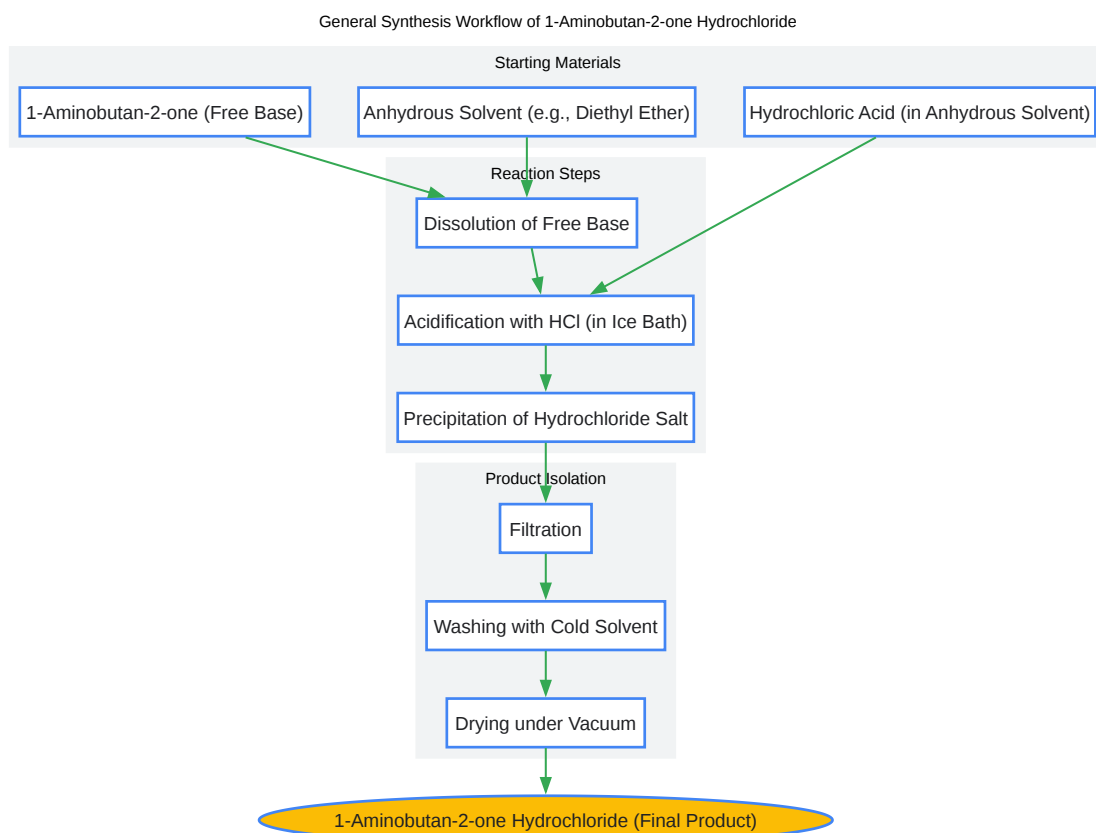 General Synthesis Workflow of 1-Aminobutan-2-one Hydrochloride
Starting Materials
1-Aminobutan-2-one (Free Base)
Anhydrous Solvent (e.g., Diethyl Ether)
Hydrochloric Acid (in Anhydrous Solvent)
Reaction Steps
Dissolution of Free Base
Acidification with HCl (in Ice Bath)
Precipitation of Hydrochloride Salt
Product Isolation
Filtration
Washing with Cold Solvent
Drying under Vacuum
1-Aminobutan-2-one Hydrochloride (Final Product)